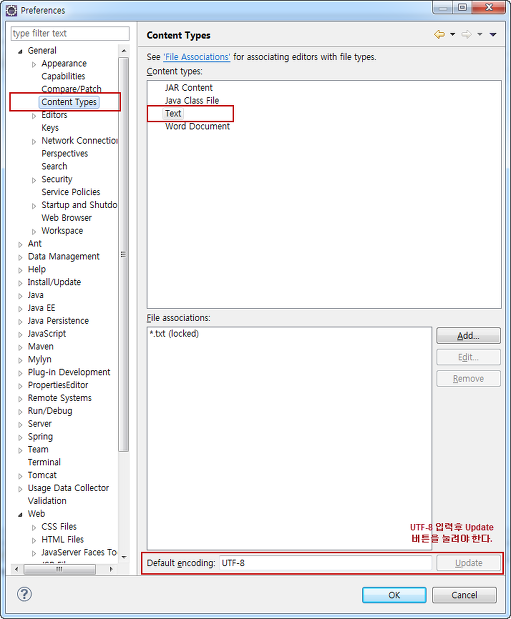 Preferences
type filter text
General
Appearance
Capabilities
Compare/Patch
Content Types
Editors
Keys
Network Connection
Perspectives
Search
Security
Service Policies
Startup and Shutdo
Web Browser
Workspace
Ant
Data Management
Help
Install/Update
Java
Java EE
Java Persistence
JavaScript
Maven
Mylyn
Plug-in Development
PropertiesEditor
Remote Systems
Run/Debug
Server
Spring
Team
Terminal
Tomcat
Usage Data Collector
Validation
Web
CSS Files
HTML Files
JavaServer Faces To
Content Types
See 'File Associations' for associating editors with file types.
Content types:
JAR Content
Java Class File
Text
Word Document
File associations:
*.txt (locked)
Add...
Edit...
Remove
UTF-8 입력후 Update
버튼을 눌러야 한다.
Default encoding: UTF-8
Update
OK
Cancel